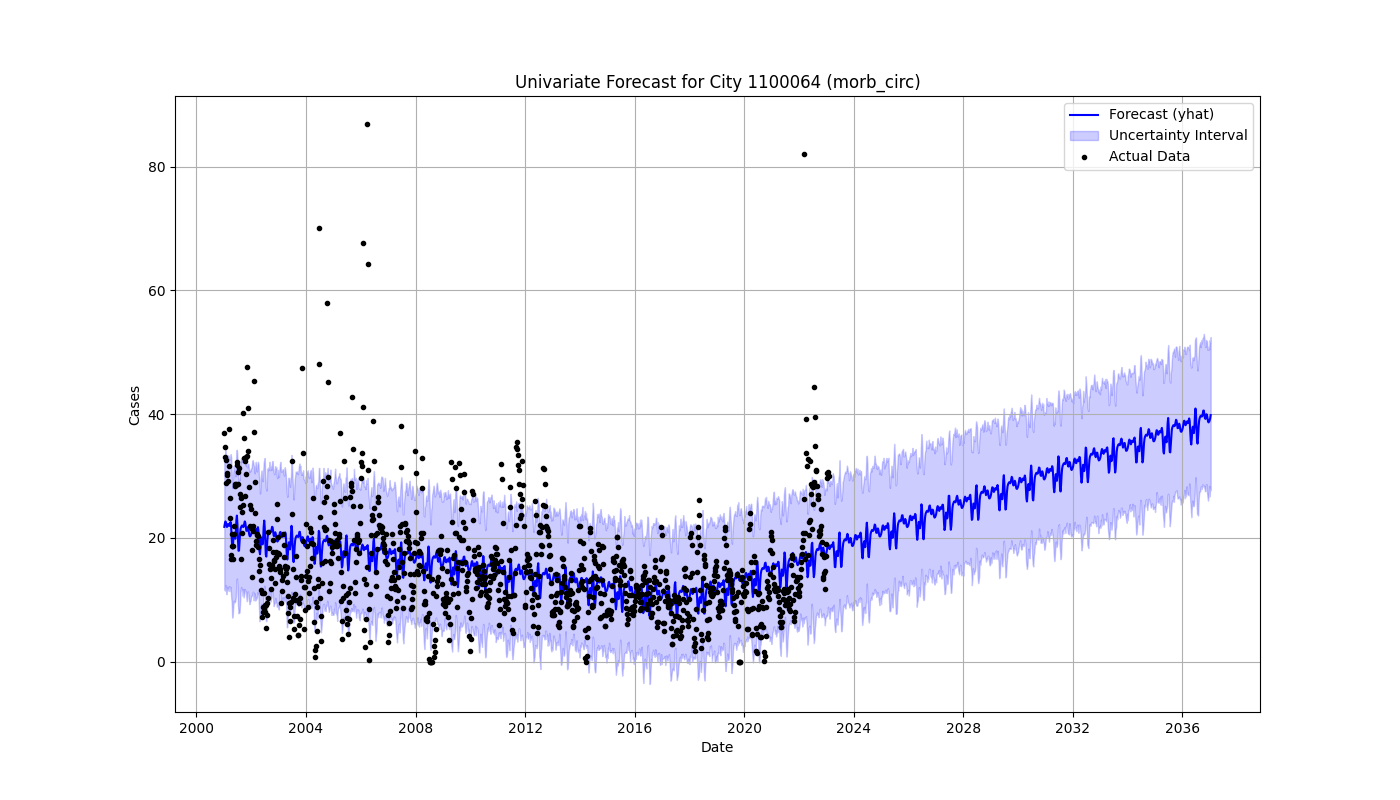 Univariate Forecast for City 1100064 (morb_circ)
Forecast (yhat)
Uncertainty Interval
Actual Data
Cases
80
60
40
20
0
2000 2004 2008 2012 2016 2020 2024 2028 2032 2036
Date